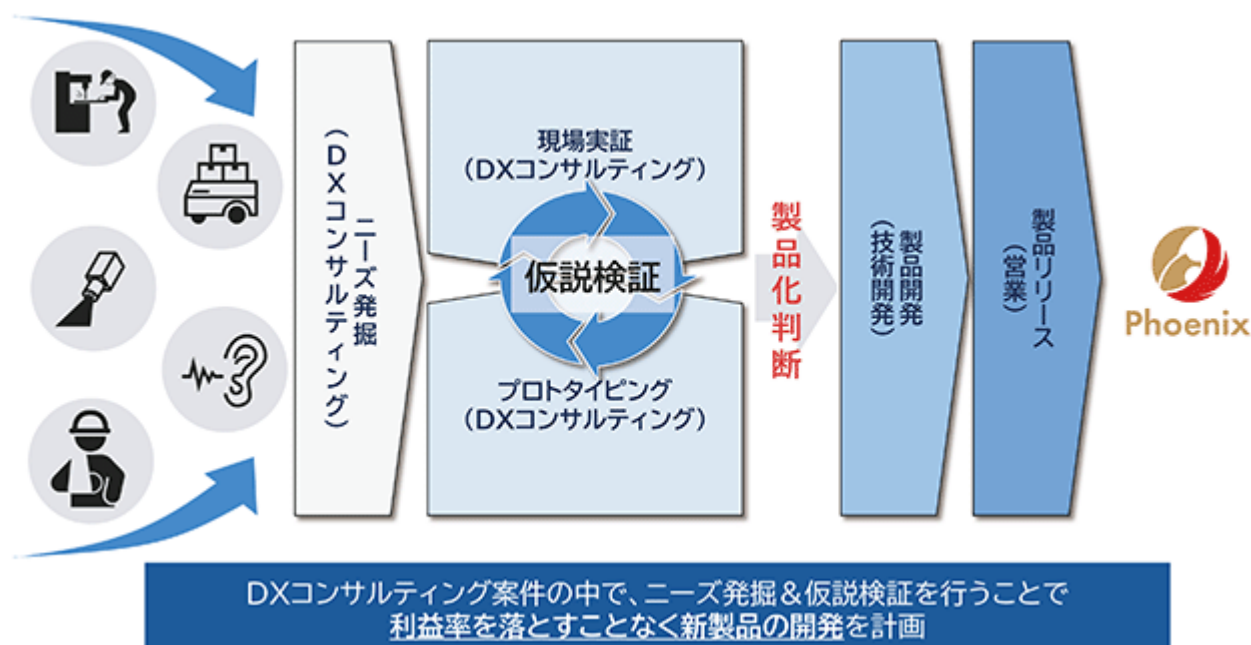 ニーズ発掘
（DXコンサルティング）
現場実証
（DXコンサルティング）
仮説検証
プロトタイピング
（DXコンサルティング）
製品化判断
製品開発
（技術開発）
製品リリース
（営業）
Phoenix
DXコンサルティング案件の中で、ニーズ発掘＆仮説検証を行うことで
利益率を落とすことなく新製品の開発を計画